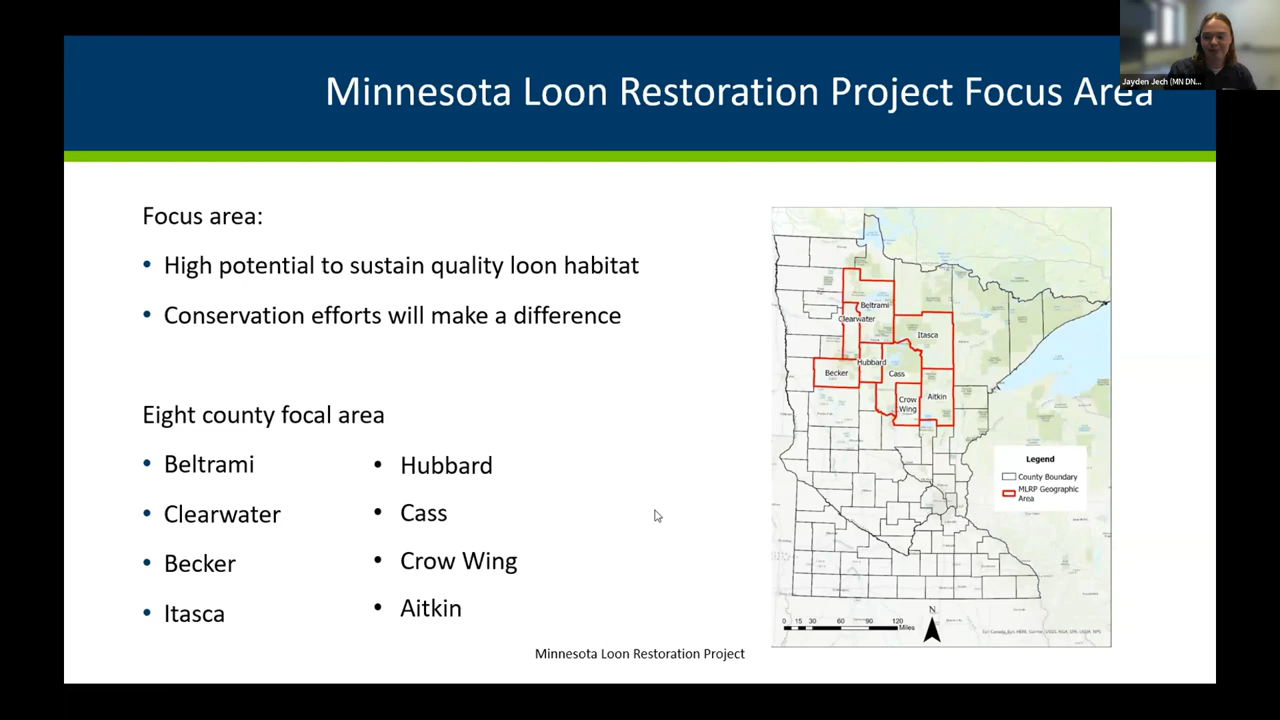 Minnesota Loon Restoration Project Focus Area
Jayden Jech (MN DN...
Focus area:
• High potential to sustain quality loon habitat
• Conservation efforts will make a difference
Eight county focal area
• Beltrami
• Clearwater
• Becker
• Itasca
• Hubbard
• Cass
• Crow Wing
• Aitkin
Beltrami
Clearwater
Itasca
Hubbard
Becker
Cass
Crow
Wing
Aitkin
Legend
County Boundary
MLRP Geographic
Area
N
0 15 30 60 90 120
Miles
Minnesota Loon Restoration Project